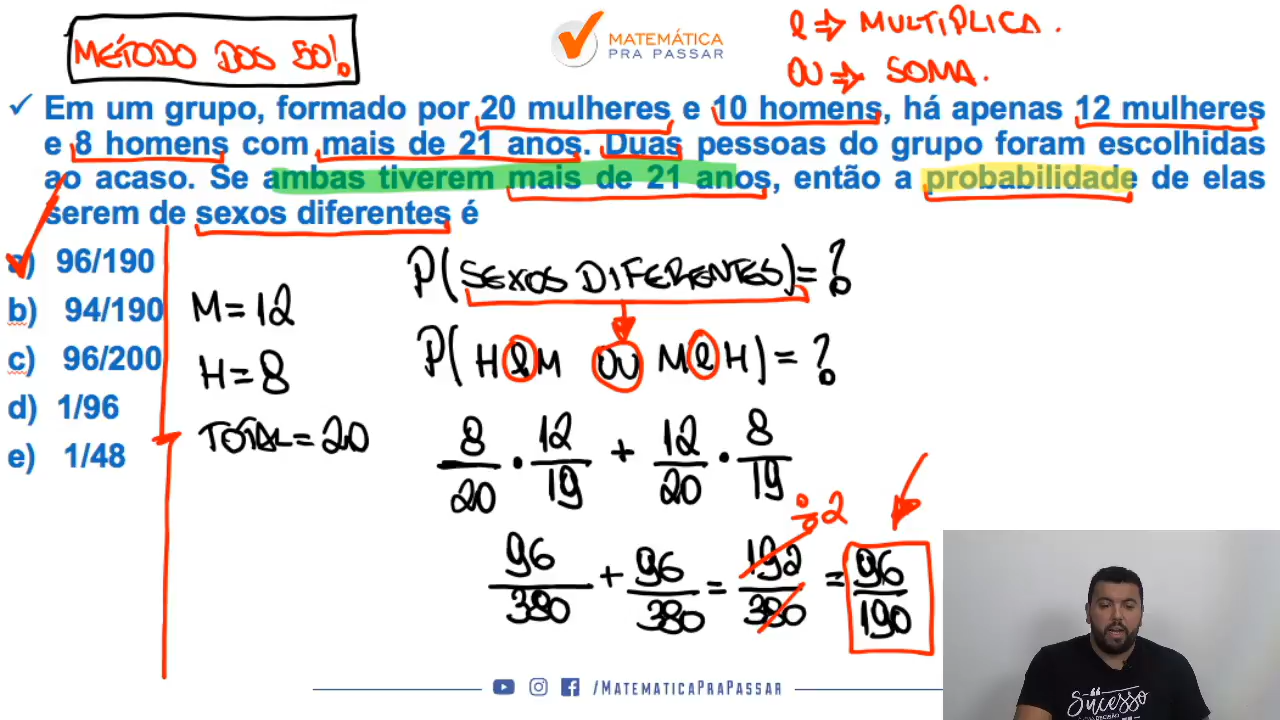 MÉTODO DOS 50!
MATEMÁTICA
PRA PASSAR
e ⇒ MULTIPLICA.
OU ⇒ SOMA.
✓ Em um grupo, formado por 20 mulheres e 10 homens, há apenas 12 mulheres
e 8 homens com mais de 21 anos. Duas pessoas do grupo foram escolhidas
ao acaso. Se ambas tiverem mais de 21 anos, então a probabilidade de elas
serem de sexos diferentes é
a) 96/190
b) 94/190
c) 96/200
d) 1/96
e) 1/48
M = 12
H = 8
TOTAL = 20
P(SEXOS DIFERENTES) = ?
P( H e M OU M e H) = ?
8/20 · 12/19 + 12/20 · 8/19
÷2
96/380 + 96/380 = 192/380 = 96/190
/MATEMATICAPRAPASSAR
"Sucesso